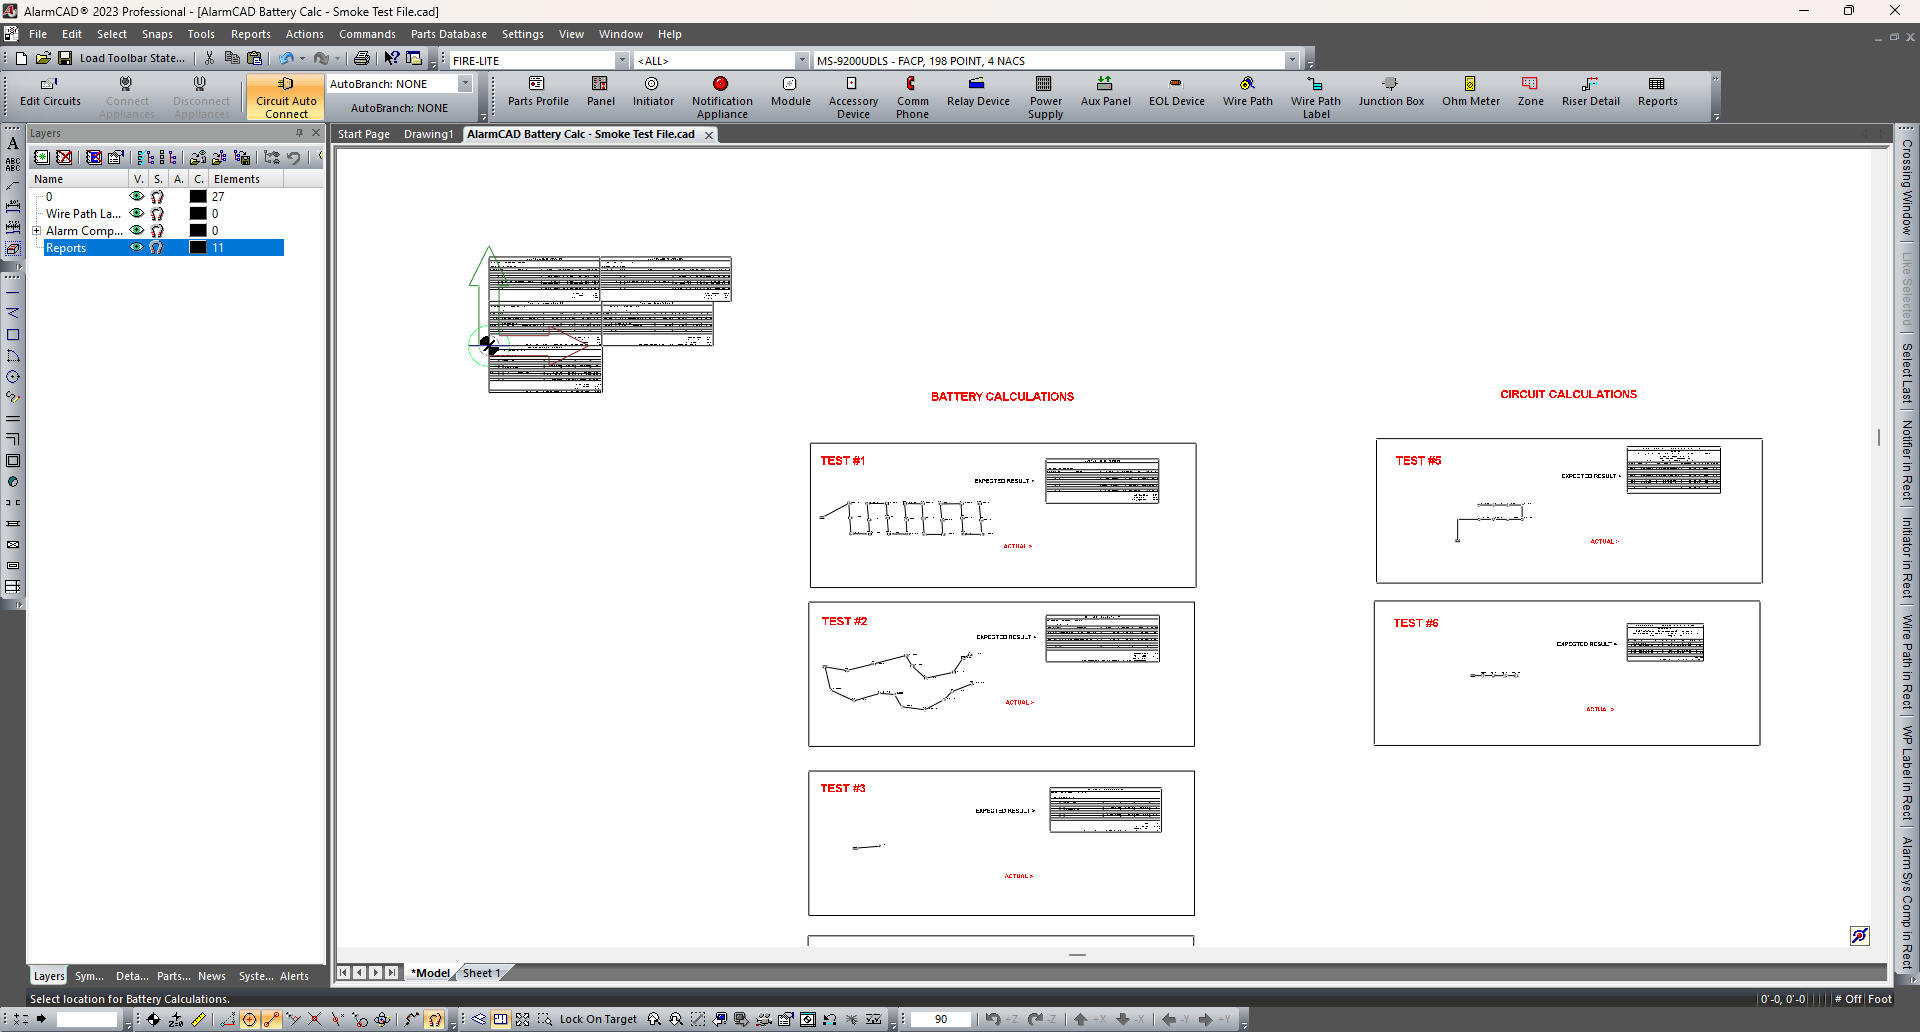 AlarmCAD® 2023 Professional - [AlarmCAD Battery Calc - Smoke Test File.cad]
File Edit Select Snaps Tools Reports Actions Commands Parts Database Settings View Window Help
Load Toolbar State... FIRE-LITE <ALL> MS-9200UDLS - FACP, 198 POINT, 4 NACS
Edit Circuits
Connect Appliances
Disconnect Appliances
Circuit Auto Connect
AutoBranch: NONE
AutoBranch: NONE
Parts Profile
Panel
Initiator
Notification Appliance
Module
Accessory Device
Comm Phone
Relay Device
Power Supply
Aux Panel
EOL Device
Wire Path
Wire Path Label
Junction Box
Ohm Meter
Zone
Riser Detail
Reports
Layers
Start Page Drawing1 AlarmCAD Battery Calc - Smoke Test File.cad
Name V. S. A. C. Elements
0 27
Wire Path La... 0
Alarm Comp... 0
Reports 11
BATTERY CALCULATIONS
CIRCUIT CALCULATIONS
TEST #1
EXPECTED RESULT >
ACTUAL >
TEST #2
EXPECTED RESULT >
ACTUAL >
TEST #3
EXPECTED RESULT >
ACTUAL >
TEST #5
EXPECTED RESULT >
ACTUAL >
TEST #6
EXPECTED RESULT >
ACTUAL >
Crossing Window
Like Selected
Select Last
Notifier in Rect
Initiator in Rect
Wire Path in Rect
WP Label in Rect
Alarm Sys Comp in Rect
*Model Sheet 1
Layers Sym... Deta... Parts... News Syste... Alerts
Select location for Battery Calculations. 0'-0, 0'-0 # Off Foot
Lock On Target 90 +Z -Z +X -X -Y +Y